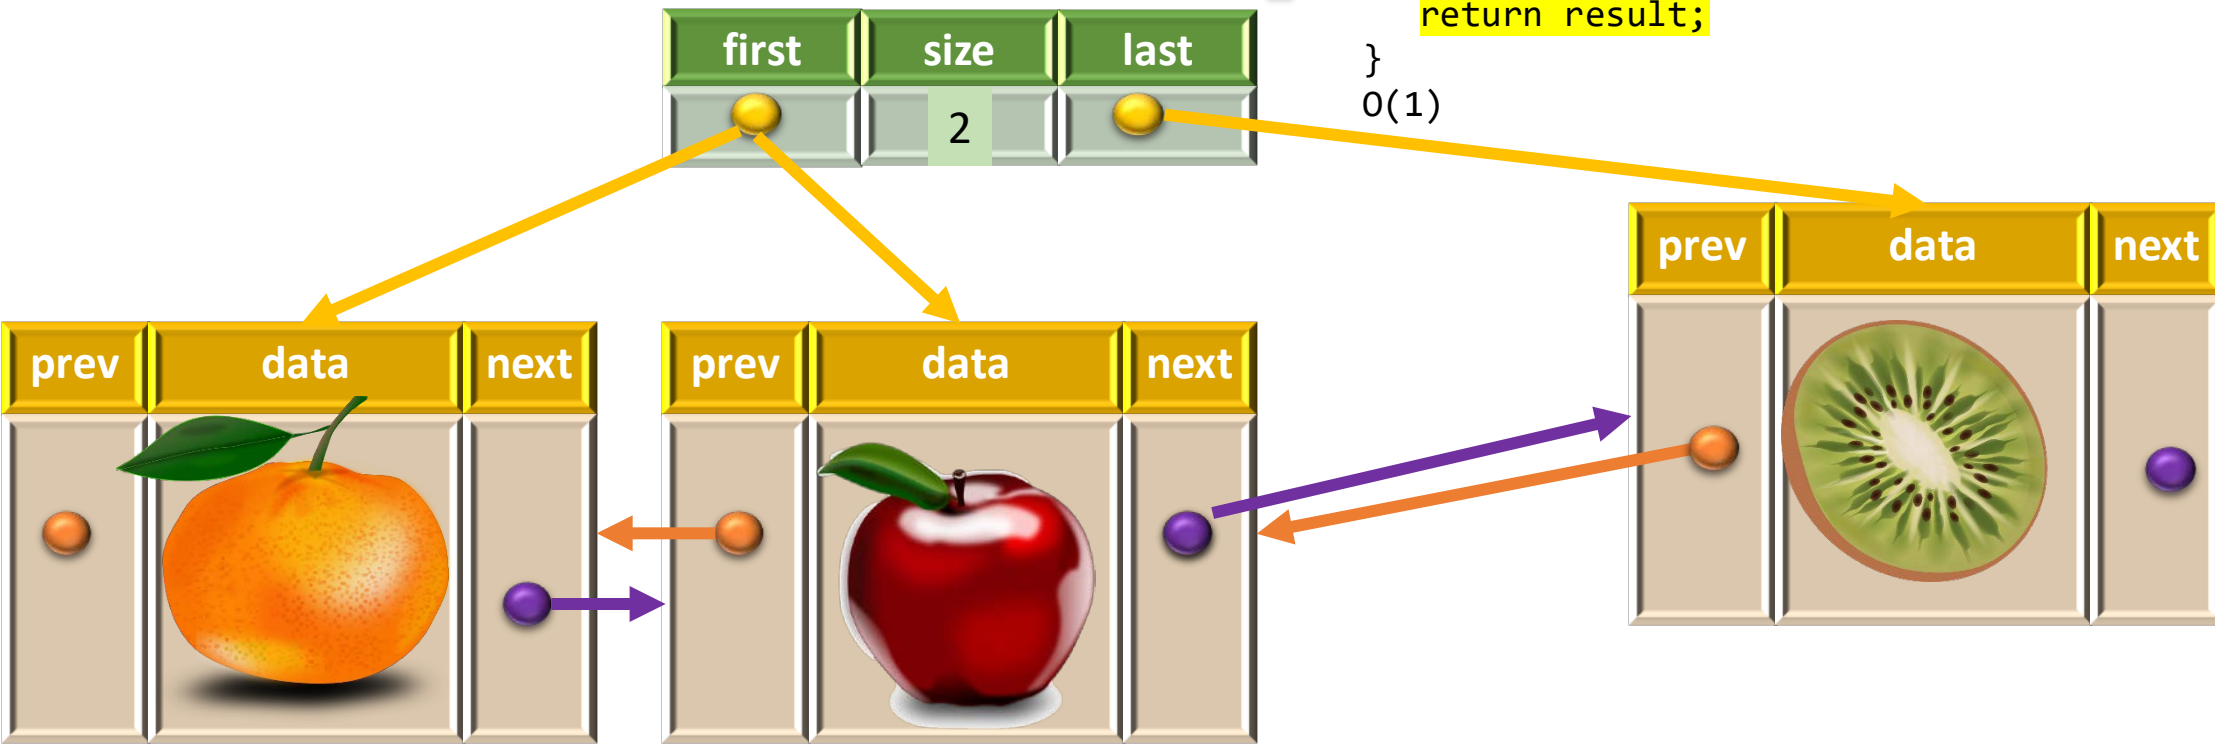 return result;
}
O(1)
first size last
2
prev data next
prev data next
prev data next